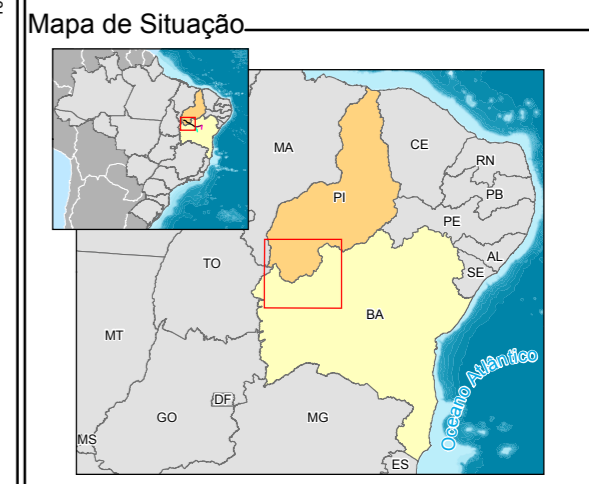 Mapa de Situação
MA
CE
RN
PB
PI
PE
AL
SE
TO
BA
MT
Oceano Atlântico
DF
GO
MG
MS
ES